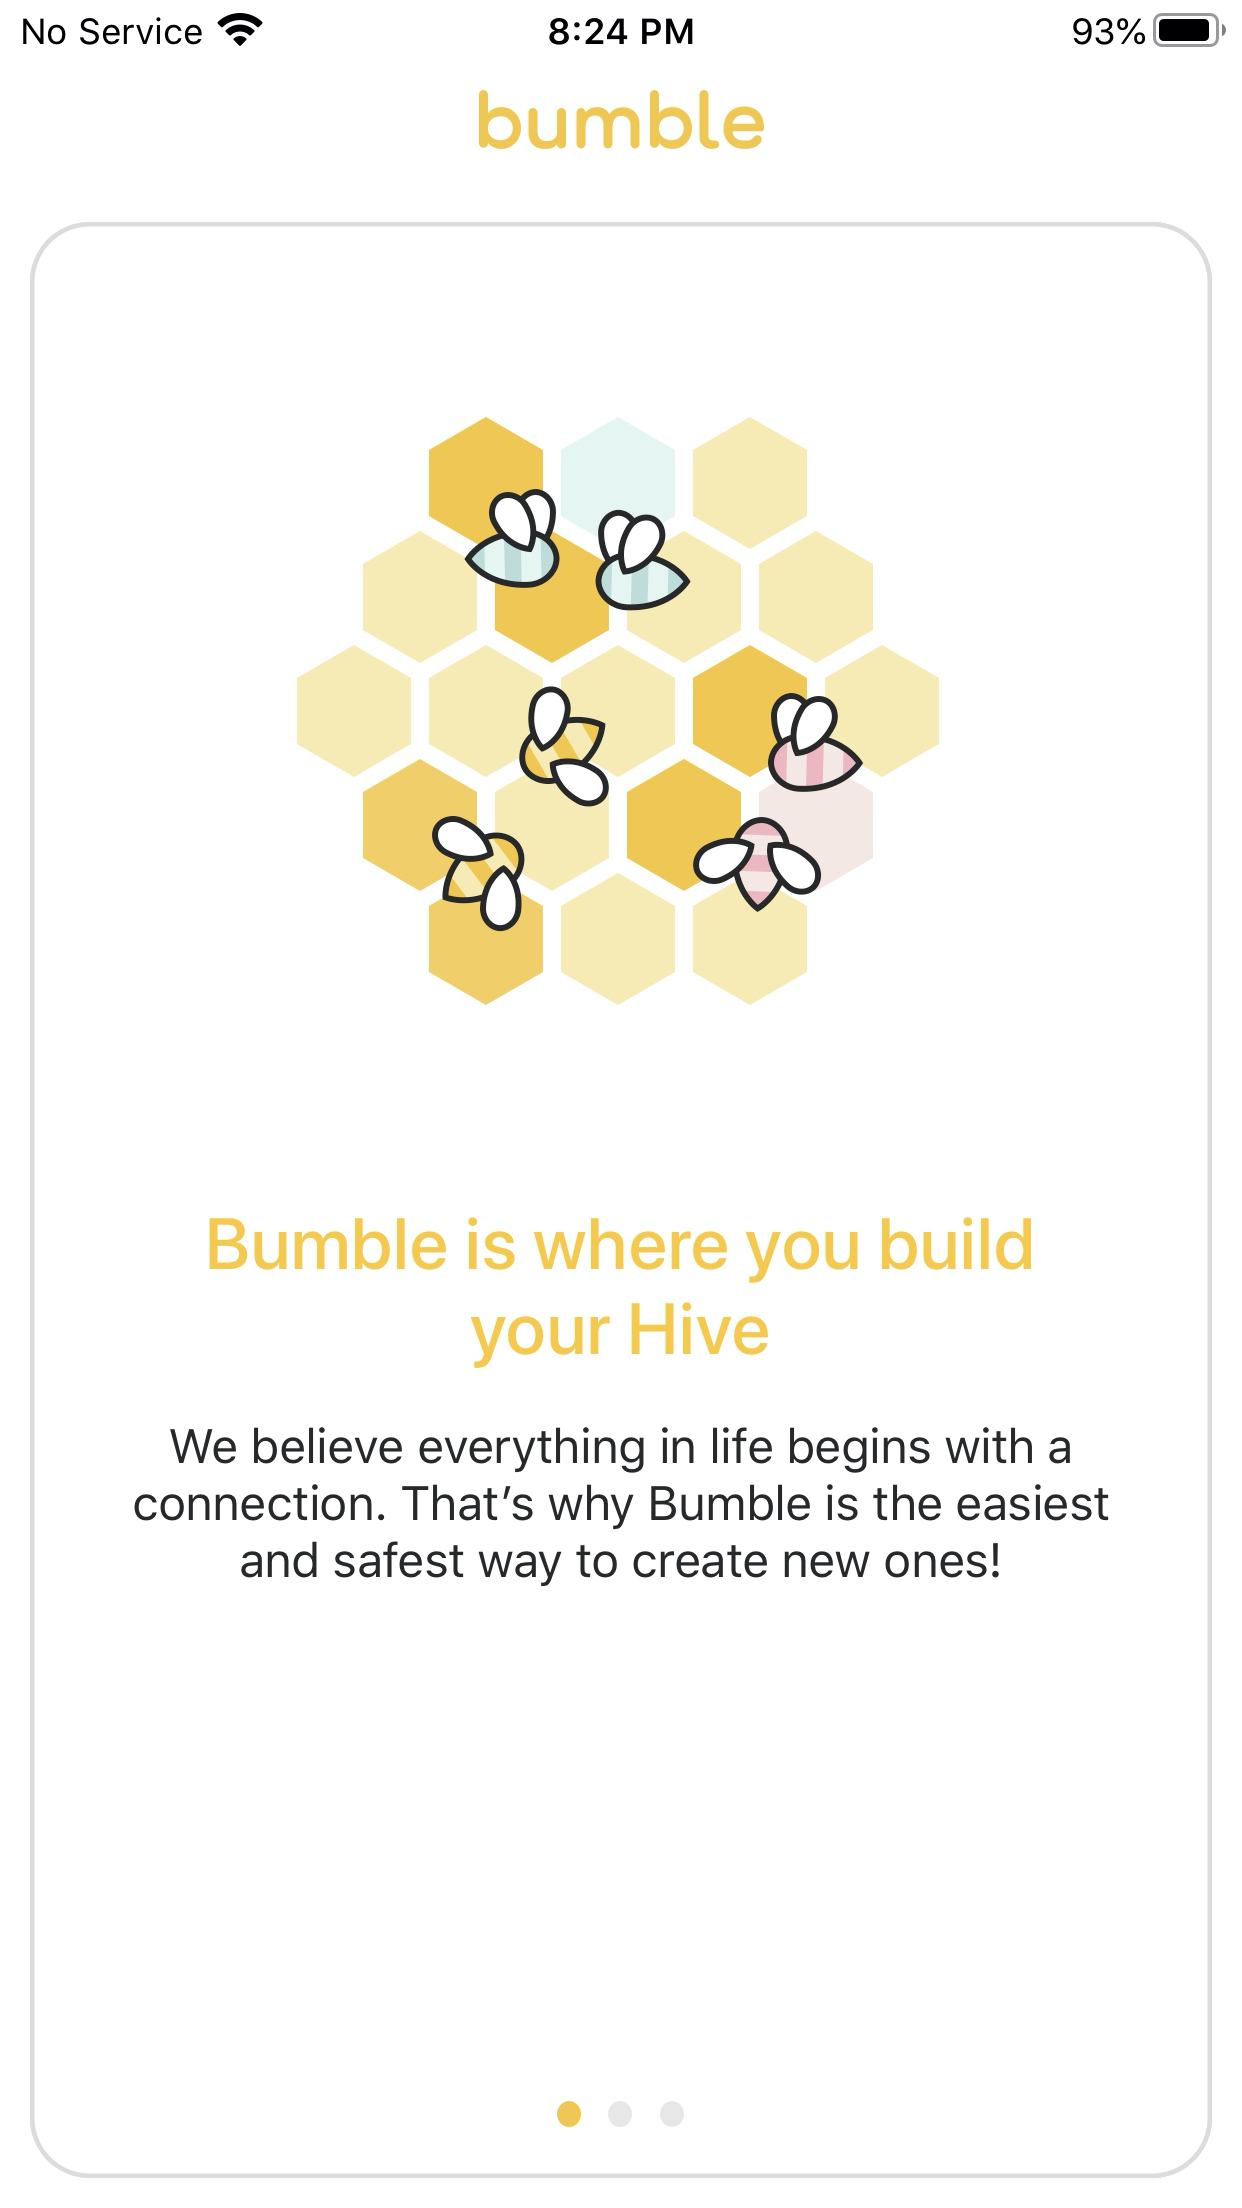 No Service 8:24 PM 93%
bumble
Bumble is where you build
your Hive
We believe everything in life begins with a
connection. That’s why Bumble is the easiest
and safest way to create new ones!